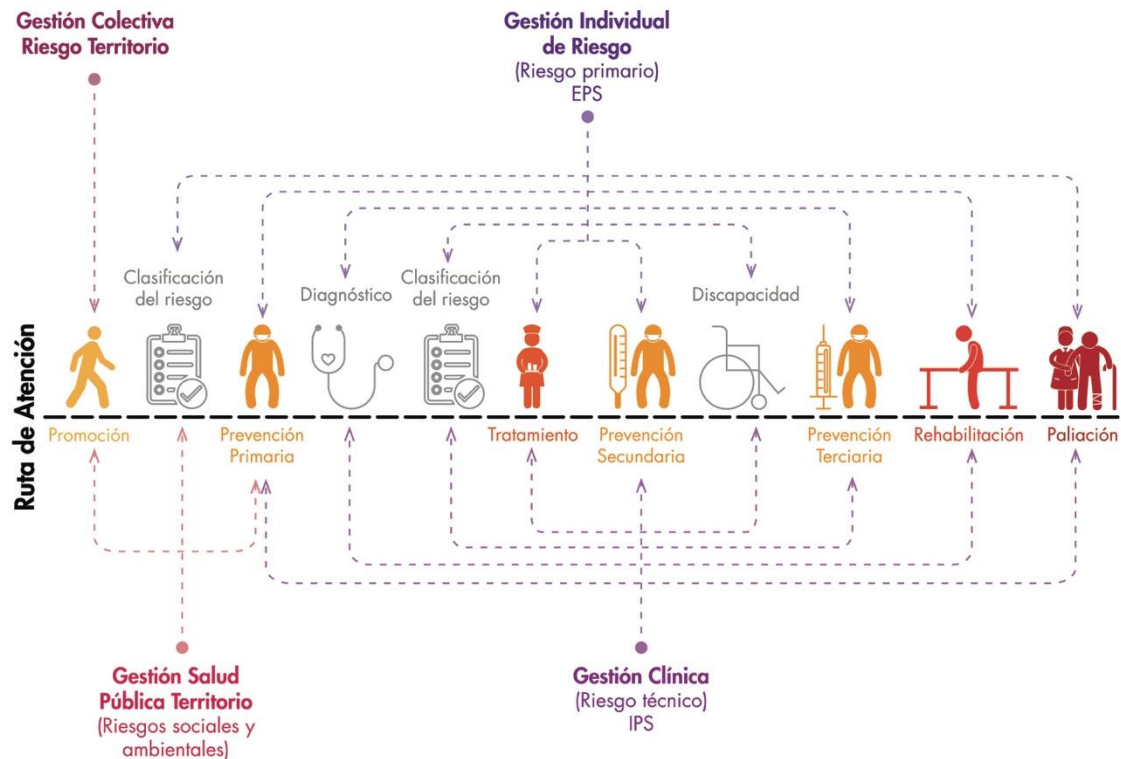 Gestión Colectiva
Riesgo Territorio
Gestión Individual
de Riesgo
(Riesgo primario)
EPS
Clasificación
del riesgo
Diagnóstico
Clasificación
del riesgo
Discapacidad
Ruta de Atención
Promoción
Prevención
Primaria
Tratamiento
Prevención
Secundaria
Prevención
Terciaria
Rehabilitación
Paliación
Gestión Salud
Pública Territorio
(Riesgos sociales y
ambientales)
Gestión Clínica
(Riesgo técnico)
IPS